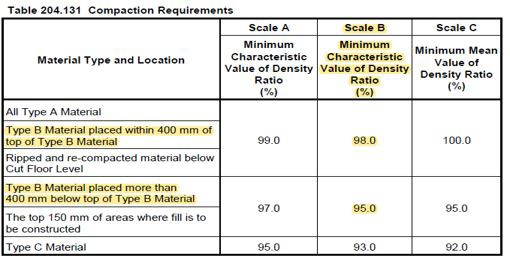 Table 204.131 Compaction Requirements
Material Type and Location
Scale A
Scale B
Scale C
Minimum
Characteristic
Value of Density
Ratio
(%)
Minimum
Characteristic
Value of Density
Ratio
(%)
Minimum Mean
Value of
Density Ratio
(%)
All Type A Material
Type B Material placed within 400 mm of
top of Type B Material
Ripped and re-compacted material below
Cut Floor Level
99.0
98.0
100.0
Type B Material placed more than
400 mm below top of Type B Material
The top 150 mm of areas where fill is to
be constructed
97.0
95.0
95.0
Type C Material
95.0
93.0
92.0